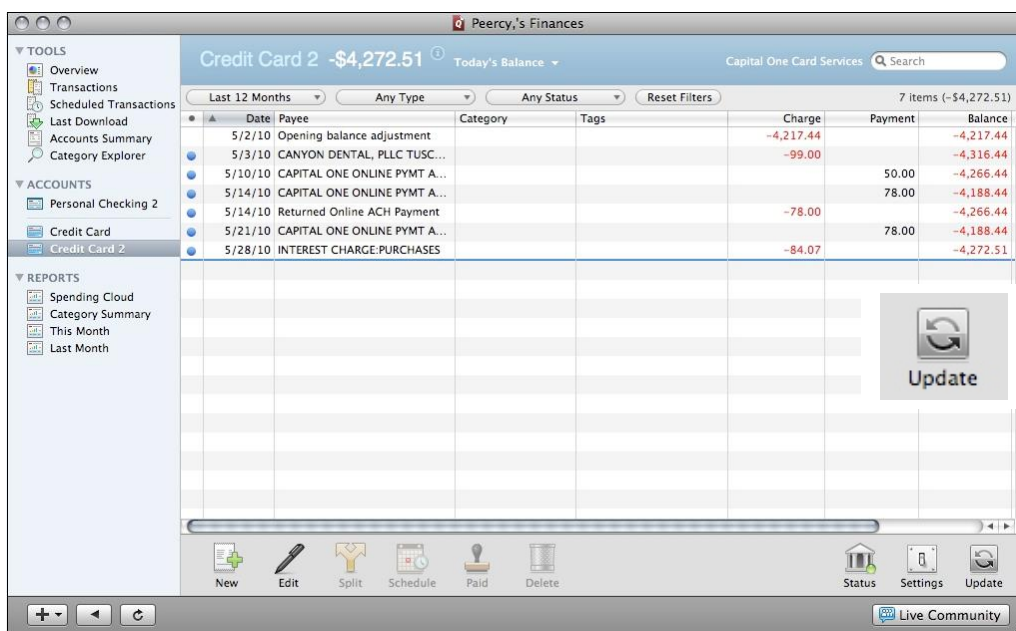 Peercy,'s Finances
TOOLS
Overview
Transactions
Scheduled Transactions
Last Download
Accounts Summary
Category Explorer
ACCOUNTS
Personal Checking 2
Credit Card
Credit Card 2
REPORTS
Spending Cloud
Category Summary
This Month
Last Month
Credit Card 2 -$4,272.51 Today's Balance Capital One Card Services Search
Last 12 Months Any Type Any Status Reset Filters 7 items (-$4,272.51)
Date Payee Category Tags Charge Payment Balance
5/2/10 Opening balance adjustment -4,217.44 -4,217.44
5/3/10 CANYON DENTAL, PLLC TUSC... -99.00 -4,316.44
5/10/10 CAPITAL ONE ONLINE PYMT A... 50.00 -4,266.44
5/14/10 CAPITAL ONE ONLINE PYMT A... 78.00 -4,188.44
5/14/10 Returned Online ACH Payment -78.00 -4,266.44
5/21/10 CAPITAL ONE ONLINE PYMT A... 78.00 -4,188.44
5/28/10 INTEREST CHARGE:PURCHASES -84.07 -4,272.51
Update
New Edit Split Schedule Paid Delete Status Settings Update
Live Community